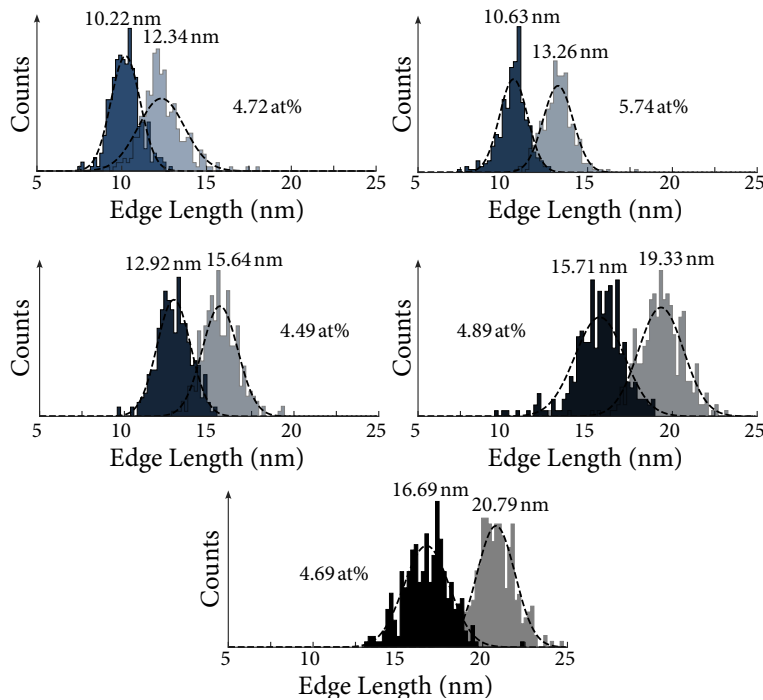 10.22 nm
12.34 nm
4.72 at%
Counts
5 10 15 20 25
Edge Length (nm)
10.63 nm
13.26 nm
5.74 at%
Counts
5 10 15 20 25
Edge Length (nm)
12.92 nm
15.64 nm
4.49 at%
Counts
5 10 15 20 25
Edge Length (nm)
15.71 nm
19.33 nm
4.89 at%
Counts
5 10 15 20 25
Edge Length (nm)
16.69 nm
20.79 nm
4.69 at%
Counts
5 10 15 20 25
Edge Length (nm)